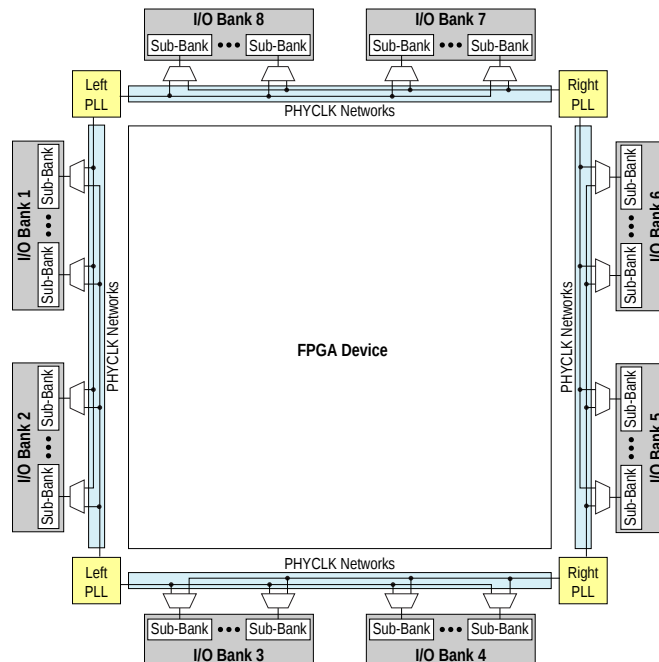 I/O Bank 8
I/O Bank 7
Sub-Bank ••• Sub-Bank
Sub-Bank ••• Sub-Bank
Left
PLL
Right
PLL
PHYCLK Networks
I/O Bank 1
Sub-Bank ••• Sub-Bank
I/O Bank 6
Sub-Bank ••• Sub-Bank
PHYCLK Networks
PHYCLK Networks
FPGA Device
I/O Bank 2
Sub-Bank ••• Sub-Bank
I/O Bank 5
Sub-Bank ••• Sub-Bank
PHYCLK Networks
Left
PLL
Right
PLL
Sub-Bank ••• Sub-Bank
Sub-Bank ••• Sub-Bank
I/O Bank 3
I/O Bank 4